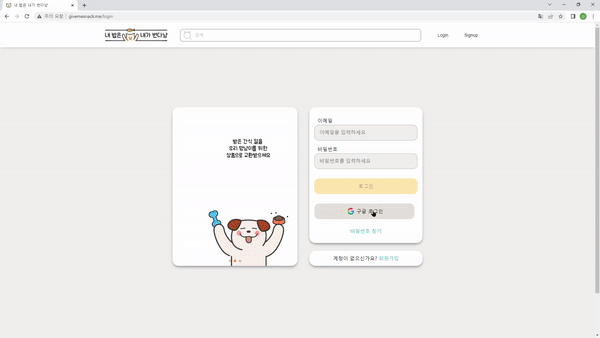 내 밥은 내가 번다냥
주의 요함 | givemesnack.me/login
내 밥은 내가 번다냥
검색
Login
Signup
받은 간식 잎을
우리 멍냥이를 위한
상품으로 교환받으세요
이메일
이메일을 입력하세요
비밀번호
비밀번호를 입력하세요
로그인
구글 로그인
비밀번호 찾기
계정이 없으신가요? 회원가입